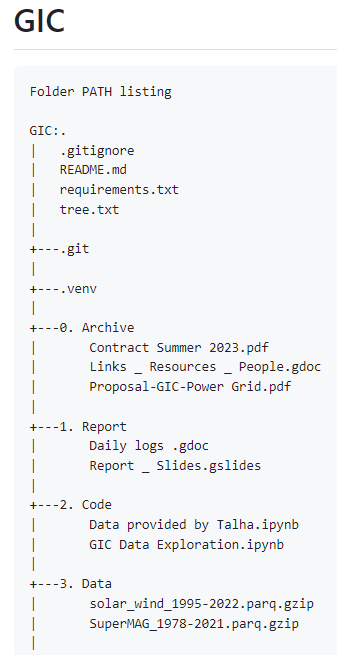 GIC
Folder PATH listing
GIC:.
|   .gitignore
|   README.md
|   requirements.txt
|   tree.txt
|
+---.git
|
+---.venv
|
+---0. Archive
|       Contract Summer 2023.pdf
|       Links _ Resources _ People.gdoc
|       Proposal-GIC-Power Grid.pdf
|
+---1. Report
|       Daily logs .gdoc
|       Report _ Slides.gslides
|
+---2. Code
|       Data provided by Talha.ipynb
|       GIC Data Exploration.ipynb
|
+---3. Data
|       solar_wind_1995-2022.parq.gzip
|       SuperMAG_1978-2021.parq.gzip
|